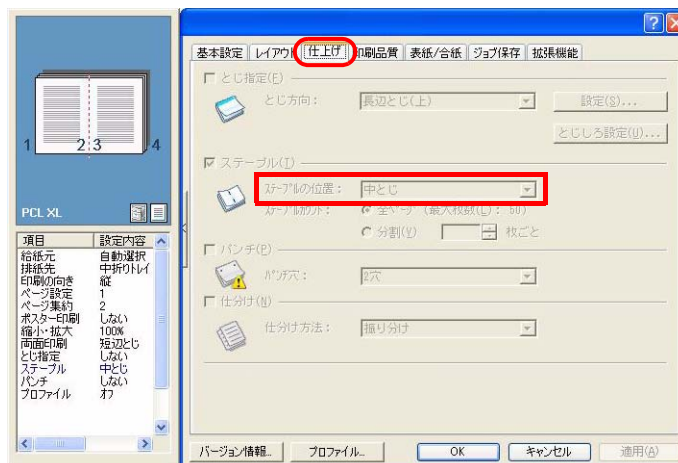 基本設定 レイアウト 仕上げ 印刷品質 表紙/合紙 ジョブ保存 拡張機能
とじ指定(F)
とじ方向： 長辺とじ(上) 設定(S)...
とじしろ設定(U)...
ステープル(T)
ステープルの位置： 中とじ
ステープルカウント： 全ページ (最大枚数(L)： 60)
分割(V) 枚ごと
パンチ(P)
パンチ穴： 2穴
仕分け(N)
仕分け方法： 振り分け
1 2 3 4
PCL XL
項目 設定内容
給紙元 自動選択
排紙先 中折りトレイ
印刷の向き 縦
ページ設定 1
ページ集約 2
ポスター印刷 しない
縮小・拡大 100%
両面印刷 短辺とじ
とじ指定 しない
ステープル 中とじ
パンチ しない
プロファイル オフ
バージョン情報... プロファイル... OK キャンセル 適用(A)